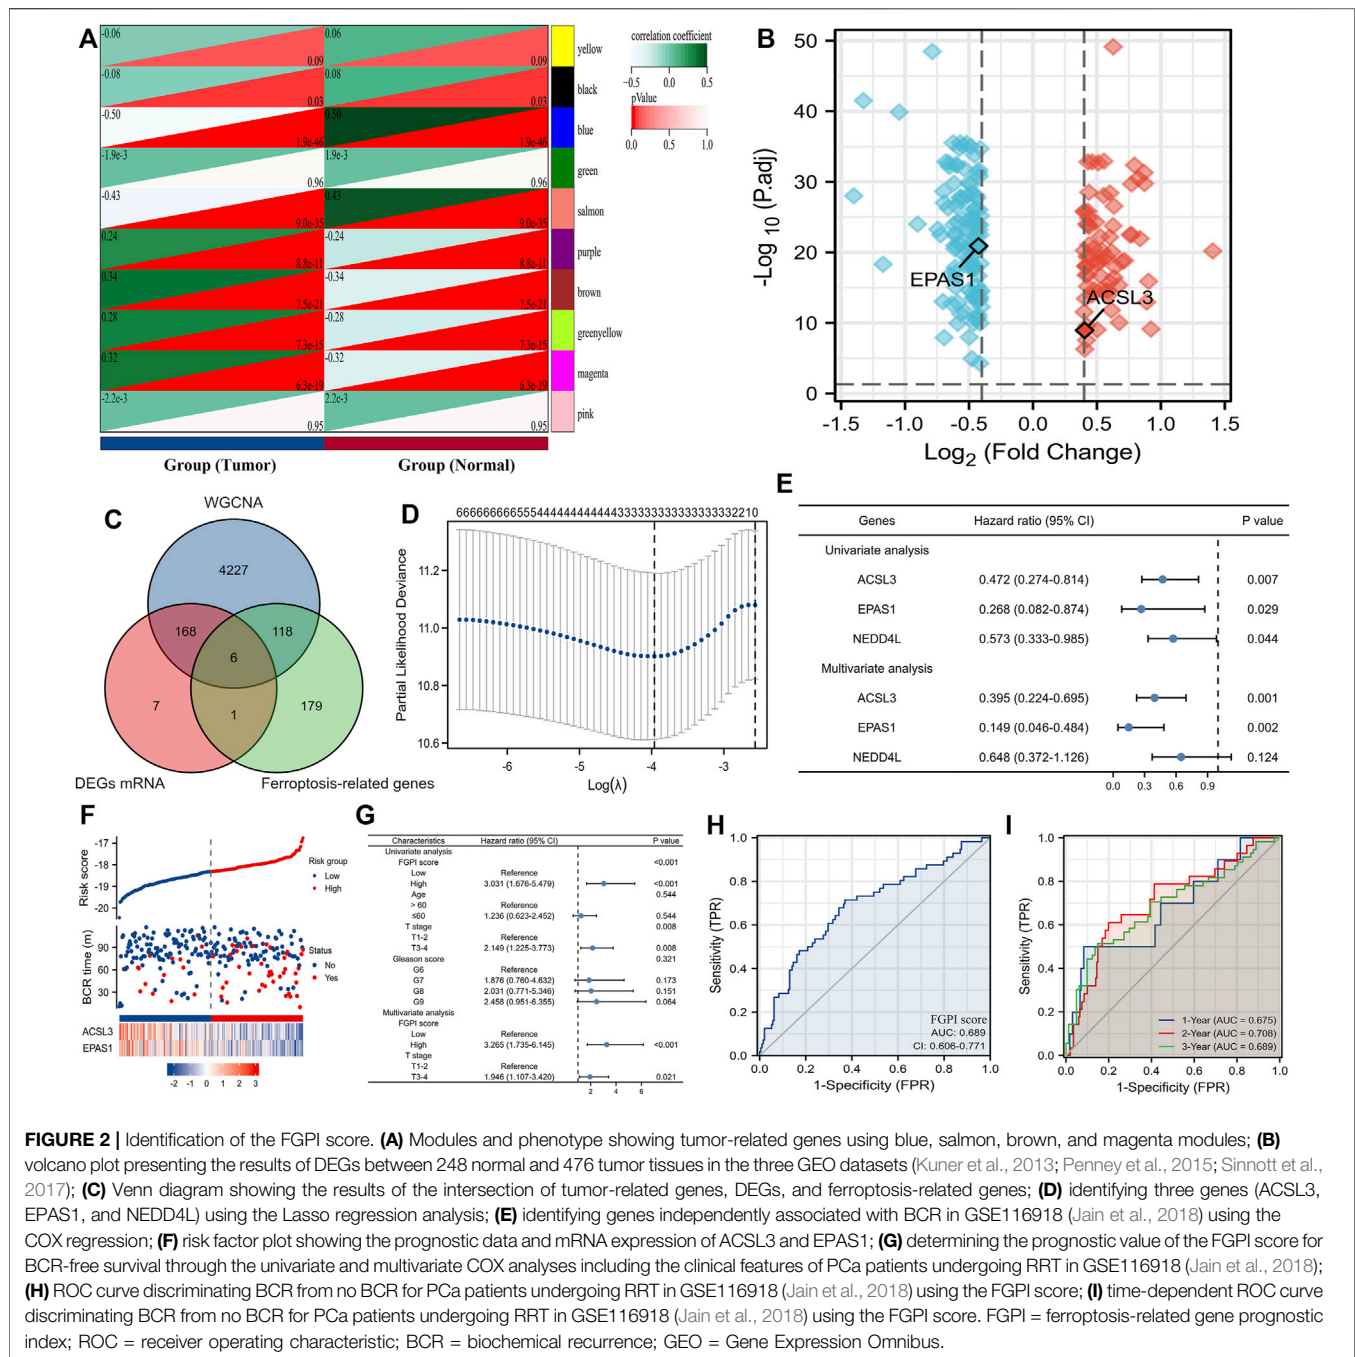 A
-0.06
0.09
0.06
0.09
yellow
-0.08
0.03
0.08
0.03
black
-0.50
1.9e-46
0.50
1.9e-46
blue
-1.9e-3
0.96
1.9e-3
0.96
green
-0.43
9.0e-35
0.43
9.0e-35
salmon
0.24
8.8e-11
-0.24
8.8e-11
purple
0.34
7.5e-21
-0.34
7.5e-21
brown
0.28
7.3e-15
-0.28
7.3e-15
greenyellow
0.32
6.3e-19
-0.32
6.3e-19
magenta
-2.2e-3
0.95
2.2e-3
0.95
pink
Group (Tumor) Group (Normal)
correlation coefficient
-0.5 0.0 0.5
pValue
0.0 0.5 1.0
B
50
40
30
20
10
0
-Log10 (P.adj)
EPAS1
ACSL3
-1.5 -1.0 -0.5 0.0 0.5 1.0 1.5
Log2 (Fold Change)
C
WGCNA
4227
168 118
6
7 1 179
DEGs mRNA
Ferroptosis-related genes
D
Partial Likelihood Deviance
11.2
11.0
10.8
10.6
-6 -5 -4 -3
Log(λ)
E
Genes Hazard ratio (95% CI) P value
Univariate analysis
ACSL3 0.472 (0.274-0.814) 0.007
EPAS1 0.268 (0.082-0.874) 0.029
NEDD4L 0.573 (0.333-0.985) 0.044
Multivariate analysis
ACSL3 0.395 (0.224-0.695) 0.001
EPAS1 0.149 (0.046-0.484) 0.002
NEDD4L 0.648 (0.372-1.126) 0.124
0.0 0.3 0.6 0.9
F
Risk score
-17
-18
-19
-20
Risk group
Low
High
BCR time (m)
90
60
30
Status
No
Yes
ACSL3
EPAS1
-2 -1 0 1 2 3
G
Characteristics Hazard ratio (95% CI) P value
Univariate analysis
FGPI score <0.001
Low Reference
High 3.031 (1.676-5.479) <0.001
Age 0.544
> 60 Reference
≤60 1.236 (0.623-2.452) 0.544
T stage 0.008
T1-2 Reference
T3-4 2.149 (1.225-3.773) 0.008
Gleason score 0.321
G6 Reference
G7 1.876 (0.760-4.632) 0.173
G8 2.031 (0.771-5.346) 0.151
G9 2.458 (0.951-6.355) 0.064
Multivariate analysis
FGPI score
Low Reference
High 3.265 (1.735-6.145) <0.001
T stage
T1-2 Reference
T3-4 1.946 (1.107-3.420) 0.021
2 4 6
H
Sensitivity (TPR)
1.0
0.8
0.6
0.4
0.2
0.0
FGPI score
AUC: 0.689
CI: 0.606-0.771
0.0 0.2 0.4 0.6 0.8 1.0
1-Specificity (FPR)
I
Sensitivity (TPR)
1.0
0.8
0.6
0.4
0.2
0.0
1-Year (AUC = 0.675)
2-Year (AUC = 0.708)
3-Year (AUC = 0.689)
0.0 0.2 0.4 0.6 0.8 1.0
1-Specificity (FPR)
FIGURE 2 | Identification of the FGPI score. (A) Modules and phenotype showing tumor-related genes using blue, salmon, brown, and magenta modules; (B)
volcano plot presenting the results of DEGs between 248 normal and 476 tumor tissues in the three GEO datasets (Kuner et al., 2013; Penney et al., 2015; Sinnott et al.,
2017); (C) Venn diagram showing the results of the intersection of tumor-related genes, DEGs, and ferroptosis-related genes; (D) identifying three genes (ACSL3,
EPAS1, and NEDD4L) using the Lasso regression analysis; (E) identifying genes independently associated with BCR in GSE116918 (Jain et al., 2018) using the
COX regression; (F) risk factor plot showing the prognostic data and mRNA expression of ACSL3 and EPAS1; (G) determining the prognostic value of the FGPI score for
BCR-free survival through the univariate and multivariate COX analyses including the clinical features of PCa patients undergoing RRT in GSE116918 (Jain et al., 2018);
(H) ROC curve discriminating BCR from no BCR for PCa patients undergoing RRT in GSE116918 (Jain et al., 2018) using the FGPI score; (I) time-dependent ROC curve
discriminating BCR from no BCR for PCa patients undergoing RRT in GSE116918 (Jain et al., 2018) using the FGPI score. FGPI = ferroptosis-related gene prognostic
index; ROC = receiver operating characteristic; BCR = biochemical recurrence; GEO = Gene Expression Omnibus.